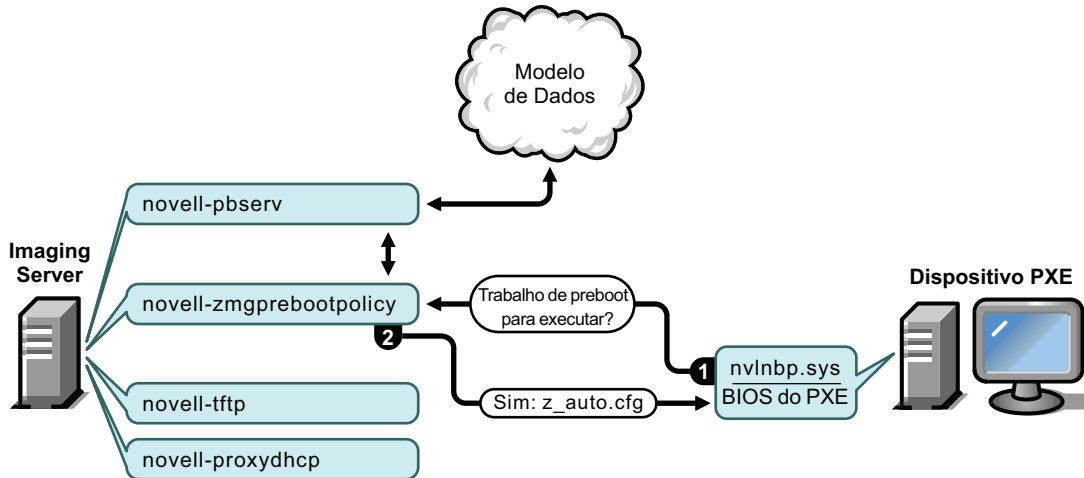 Modelo
de Dados
novell-pbserv
Imaging
Server
novell-zmgprebootpolicy
2
Trabalho de preboot
para executar?
Dispositivo PXE
1
nvlnbp.sys
BIOS do PXE
Sim: z_auto.cfg
novell-tftp
novell-proxydhcp